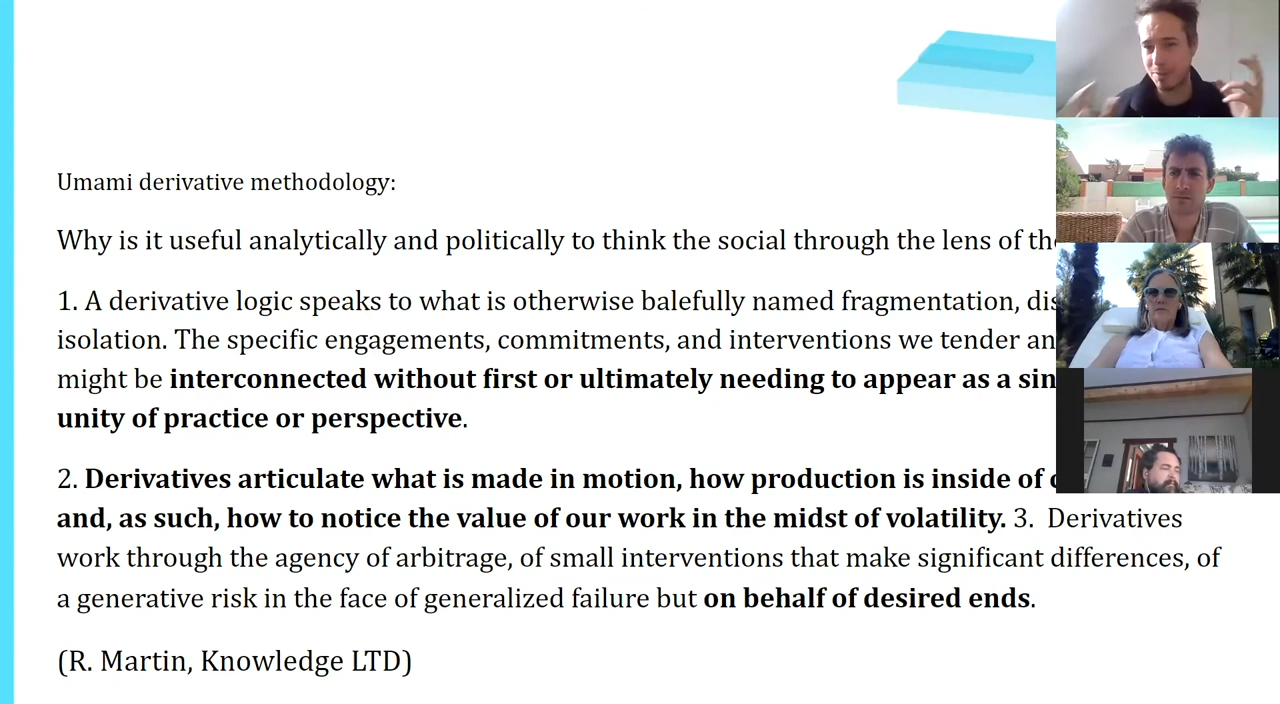 Umami derivative methodology:
Why is it useful analytically and politically to think the social through the lens of
1. A derivative logic speaks to what is otherwise balefully named fragmentation,
isolation. The specific engagements, commitments, and interventions we tender
might be interconnected without first or ultimately needing to appear as a
unity of practice or perspective.
2. Derivatives articulate what is made in motion, how production is inside of
and, as such, how to notice the value of our work in the midst of volatility. 3. Derivatives
work through the agency of arbitrage, of small interventions that make significant differences, of
a generative risk in the face of generalized failure but on behalf of desired ends.
(R. Martin, Knowledge LTD)